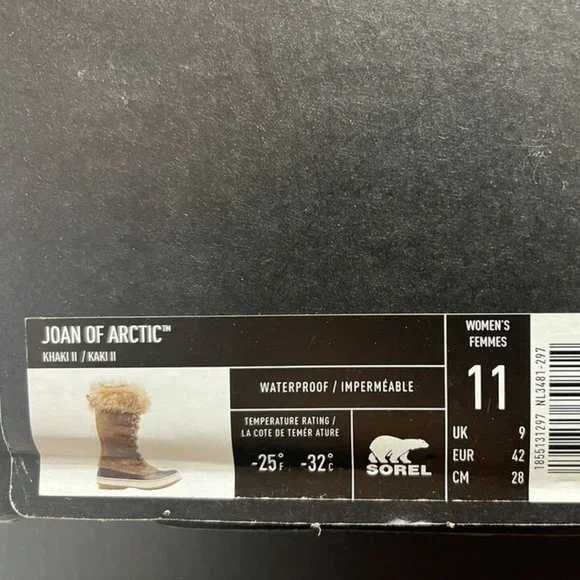 JOAN OF ARCTIC™
KHAKI II / KAKI II
WATERPROOF / IMPERMÉABLE
TEMPERATURE RATING /
LA COTE DE TEMÉR ATURE
-25°F -32°C
SOREL
WOMEN'S
FEMMES
11
UK 9
EUR 42
CM 28
1855131297 NL3481-297